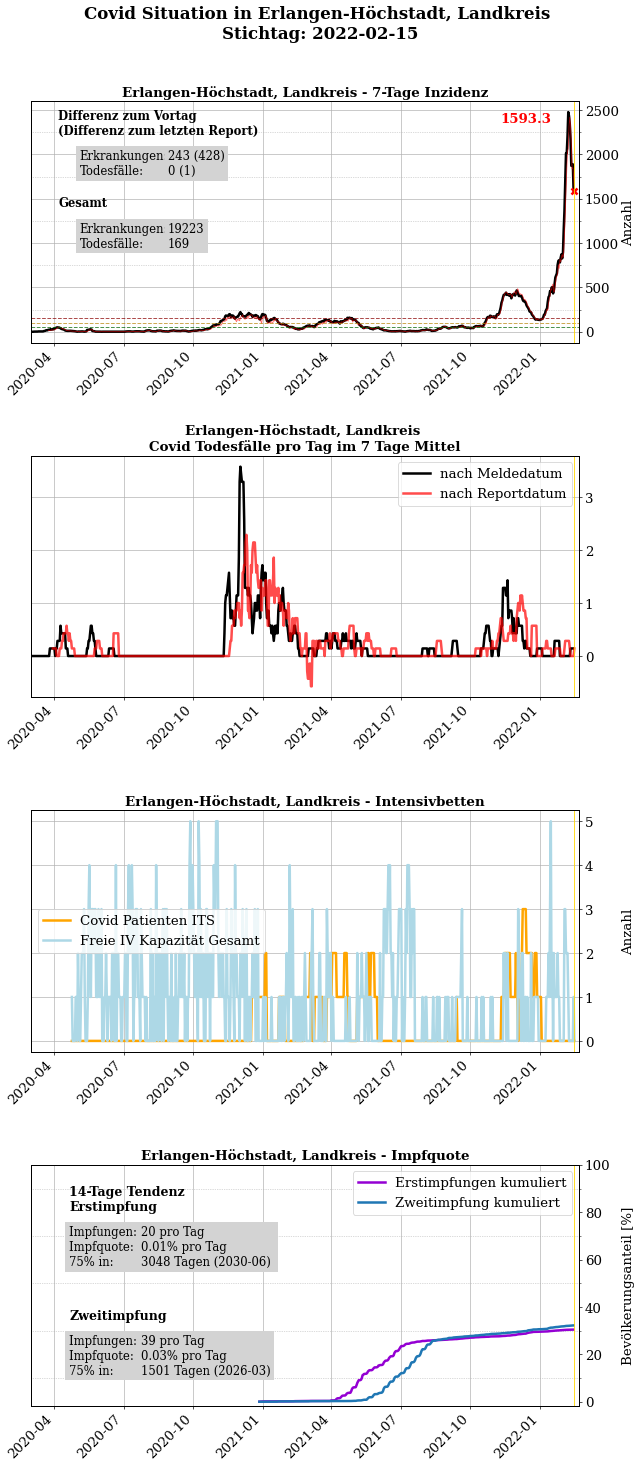 Covid Situation in Erlangen-Höchstadt, Landkreis
Stichtag: 2022-02-15
Erlangen-Höchstadt, Landkreis - 7-Tage Inzidenz
Differenz zum Vortag
(Differenz zum letzten Report)
Erkrankungen 243 (428)
Todesfälle: 0 (1)
Gesamt
Erkrankungen 19223
Todesfälle: 169
1593.3
2500
2000
1500
1000
500
0
Anzahl
2020-04
2020-07
2020-10
2021-01
2021-04
2021-07
2021-10
2022-01
Erlangen-Höchstadt, Landkreis
Covid Todesfälle pro Tag im 7 Tage Mittel
nach Meldedatum
nach Reportdatum
3
2
1
0
2020-04
2020-07
2020-10
2021-01
2021-04
2021-07
2021-10
2022-01
Erlangen-Höchstadt, Landkreis - Intensivbetten
Covid Patienten ITS
Freie IV Kapazität Gesamt
5
4
3
2
1
0
Anzahl
2020-04
2020-07
2020-10
2021-01
2021-04
2021-07
2021-10
2022-01
Erlangen-Höchstadt, Landkreis - Impfquote
14-Tage Tendenz
Erstimpfung
Impfungen: 20 pro Tag
Impfquote: 0.01% pro Tag
75% in: 3048 Tagen (2030-06)
Zweitimpfung
Impfungen: 39 pro Tag
Impfquote: 0.03% pro Tag
75% in: 1501 Tagen (2026-03)
Erstimpfungen kumuliert
Zweitimpfung kumuliert
100
80
60
40
20
0
Bevölkerungsanteil [%]
2020-04
2020-07
2020-10
2021-01
2021-04
2021-07
2021-10
2022-01